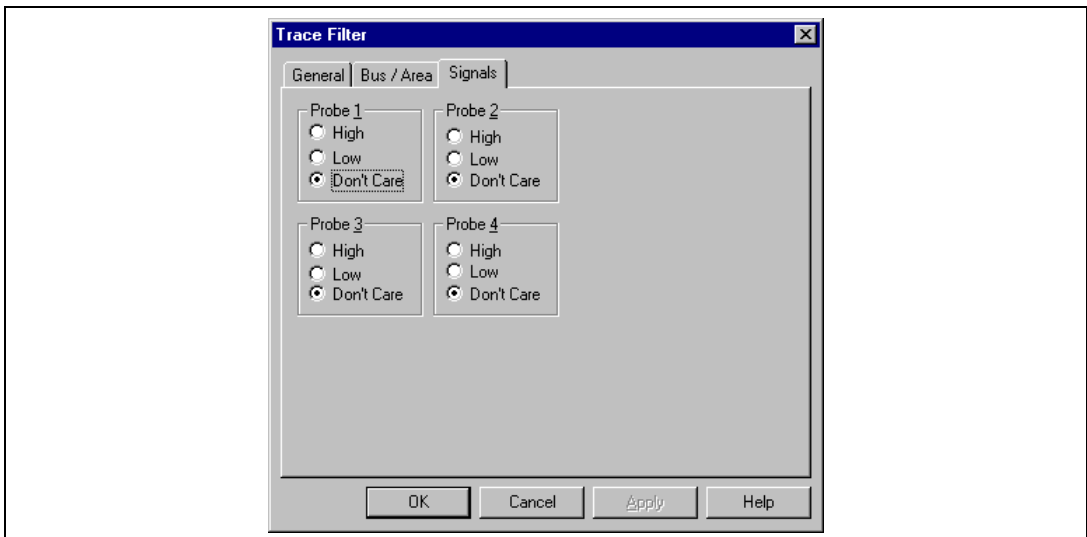 Trace Filter
General Bus / Area Signals
Probe 1 Probe 2
High High
Low Low
Don't Care Don't Care
Probe 3 Probe 4
High High
Low Low
Don't Care Don't Care
OK Cancel Apply Help